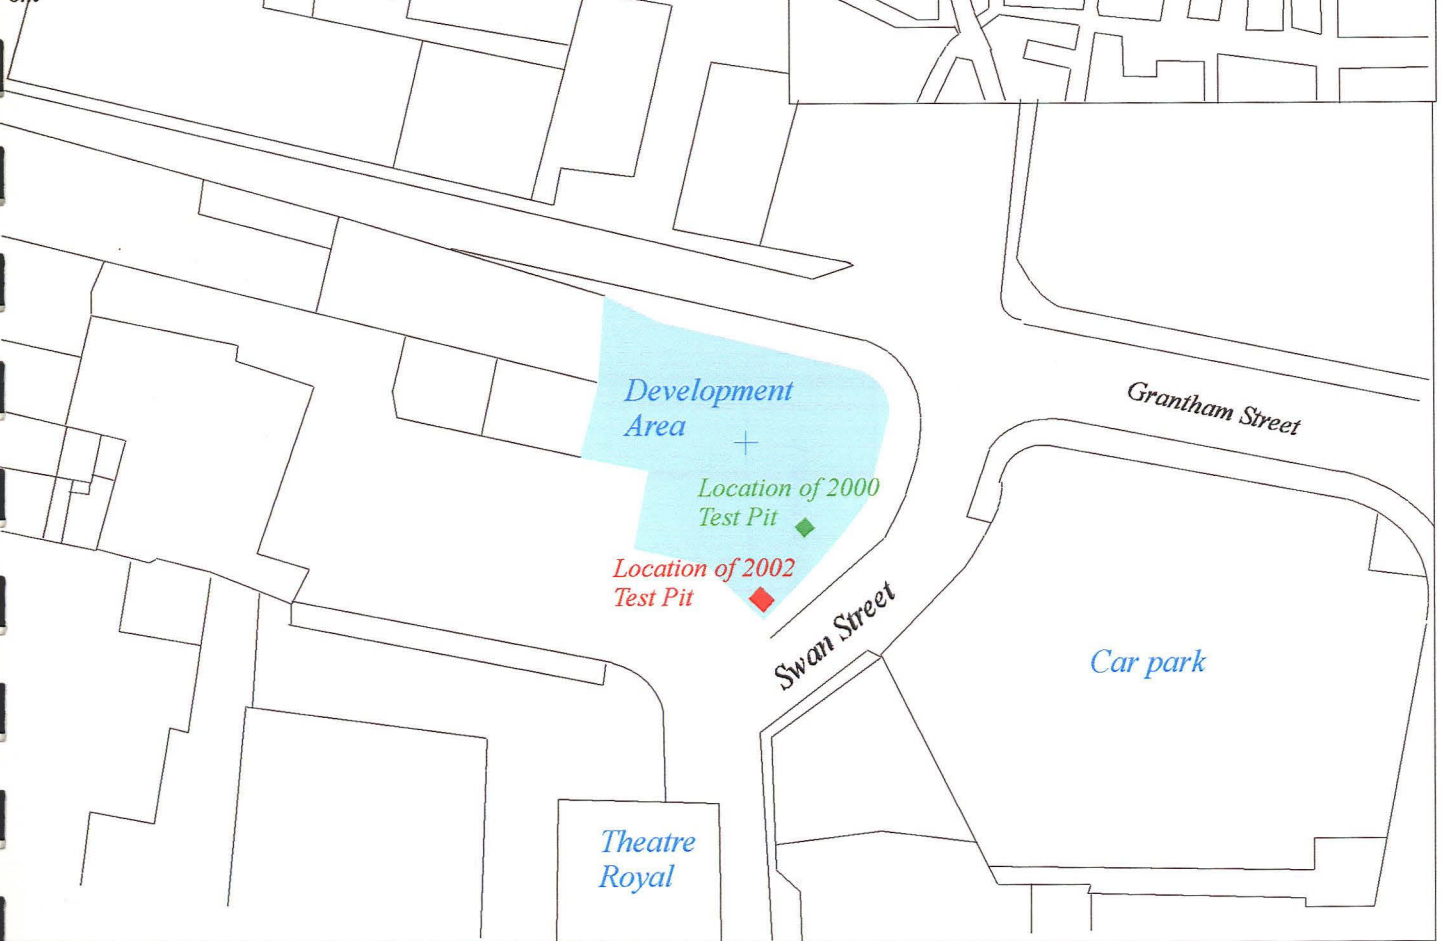 Development
Area
Grantham Street
Location of 2000
Test Pit
Location of 2002
Test Pit
Swan Street
Car park
Theatre
Royal